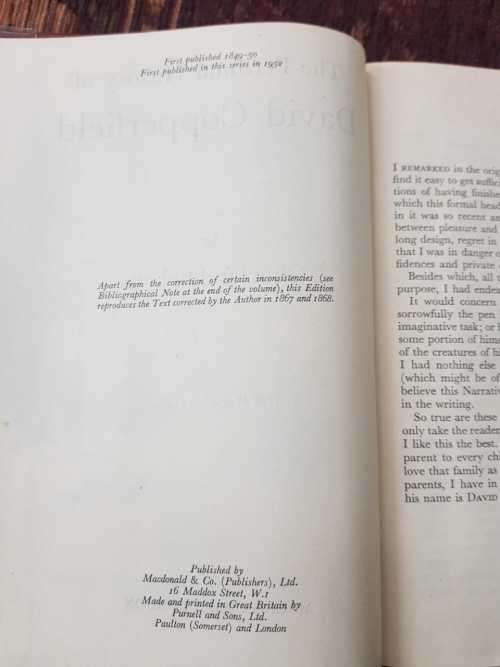 First published 1849-50
First published in this series in 1952
David Copperfield
Apart from the correction of certain inconsistencies (see
Bibliographical Note at the end of the volume), this Edition
reproduces the Text corrected by the Author in 1867 and 1868.
Published by
Macdonald & Co. (Publishers), Ltd.
16 Maddox Street, W.1
Made and printed in Great Britain by
Purnell and Sons, Ltd.
Paulton (Somerset) and London
I REMARKED in the orig
find it easy to get suffic
tions of having finishe
which this formal head
in it was so recent an
between pleasure and
long design, regret in
that I was in danger o
fidences and private
Besides which, all t
purpose, I had endea
It would concern
sorrowfully the pen
imaginative task; or h
some portion of hims
of the creatures of hi
I had nothing else
(which might be of
believe this Narrativ
in the writing.
So true are these
only take the reader
I like this the best.
parent to every chi
love that family as
parents, I have in
his name is DAVID